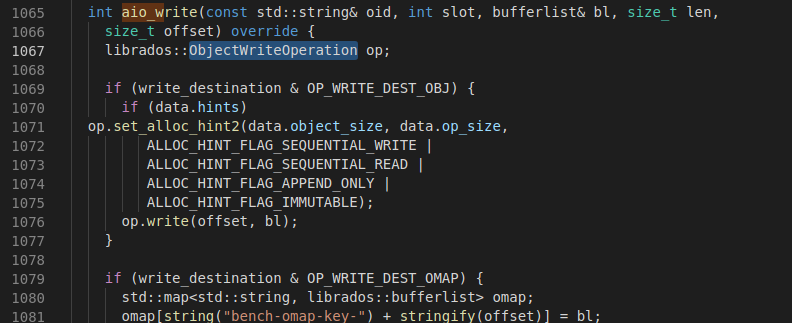 1065 int aio_write(const std::string& oid, int slot, bufferlist& bl, size_t len,
1066 size_t offset) override {
1067 librados::ObjectWriteOperation op;
1068
1069 if (write_destination & OP_WRITE_DEST_OBJ) {
1070 if (data.hints)
1071 op.set_alloc_hint2(data.object_size, data.op_size,
1072 ALLOC_HINT_FLAG_SEQUENTIAL_WRITE |
1073 ALLOC_HINT_FLAG_SEQUENTIAL_READ |
1074 ALLOC_HINT_FLAG_APPEND_ONLY |
1075 ALLOC_HINT_FLAG_IMMUTABLE);
1076 op.write(offset, bl);
1077 }
1078
1079 if (write_destination & OP_WRITE_DEST_OMAP) {
1080 std::map<std::string, librados::bufferlist> omap;
1081 omap[string("bench-omap-key-") + stringify(offset)] = bl;